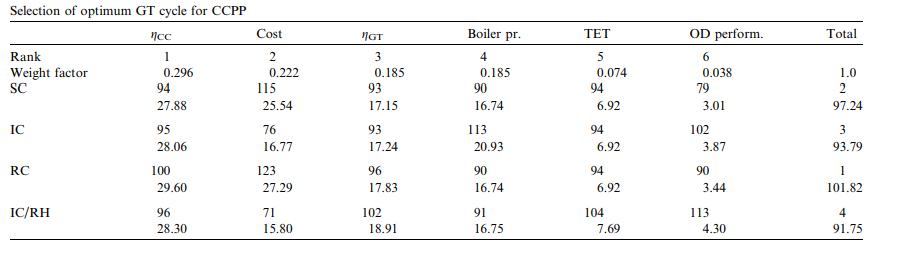 Selection of optimum GT cycle for CCPP
ηCC Cost ηGT Boiler pr. TET OD perform. Total
Rank 1 2 3 4 5 6
Weight factor 0.296 0.222 0.185 0.185 0.074 0.038 1.0
SC 94 115 93 90 94 79 2
27.88 25.54 17.15 16.74 6.92 3.01 97.24
IC 95 76 93 113 94 102 3
28.06 16.77 17.24 20.93 6.92 3.87 93.79
RC 100 123 96 90 94 90 1
29.60 27.29 17.83 16.74 6.92 3.44 101.82
IC/RH 96 71 102 91 104 113 4
28.30 15.80 18.91 16.75 7.69 4.30 91.75